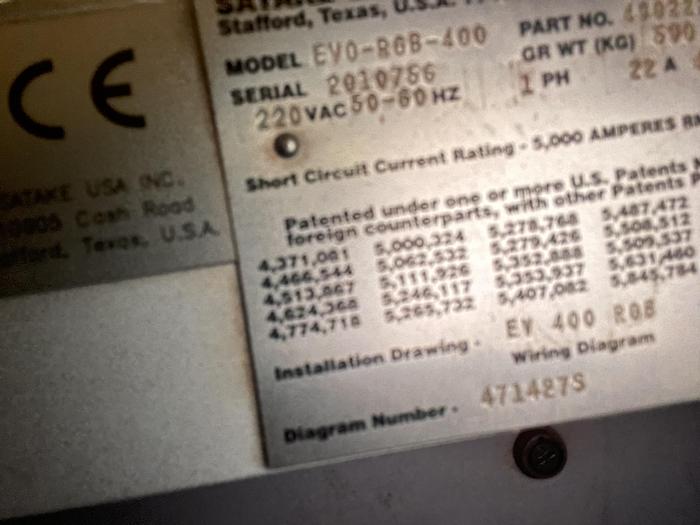 CE
SATAKE USA INC.
Cash Road
Stafford, Texas, U.S.A.
Stafford, Texas, U.S.A.
MODEL EVO-RGB-400
PART NO.
SERIAL 2010756
GR WT (KG) 590
220 VAC 50-60 HZ
1 PH
22 A
Short Circuit Current Rating - 5,000 AMPERES
Patented under one or more U.S. Patents
foreign counterparts, with other Patents
4,371,081 5,000,324 5,278,768 5,487,472
4,466,544 5,062,532 5,279,426 5,508,512
4,513,867 5,111,926 5,352,888 5,509,537
4,624,368 5,246,117 5,353,937 5,631,460
4,774,718 5,265,732 5,407,082 5,845,784
Installation Drawing - EV 400 RGB
Wiring Diagram
Diagram Number - 471427S